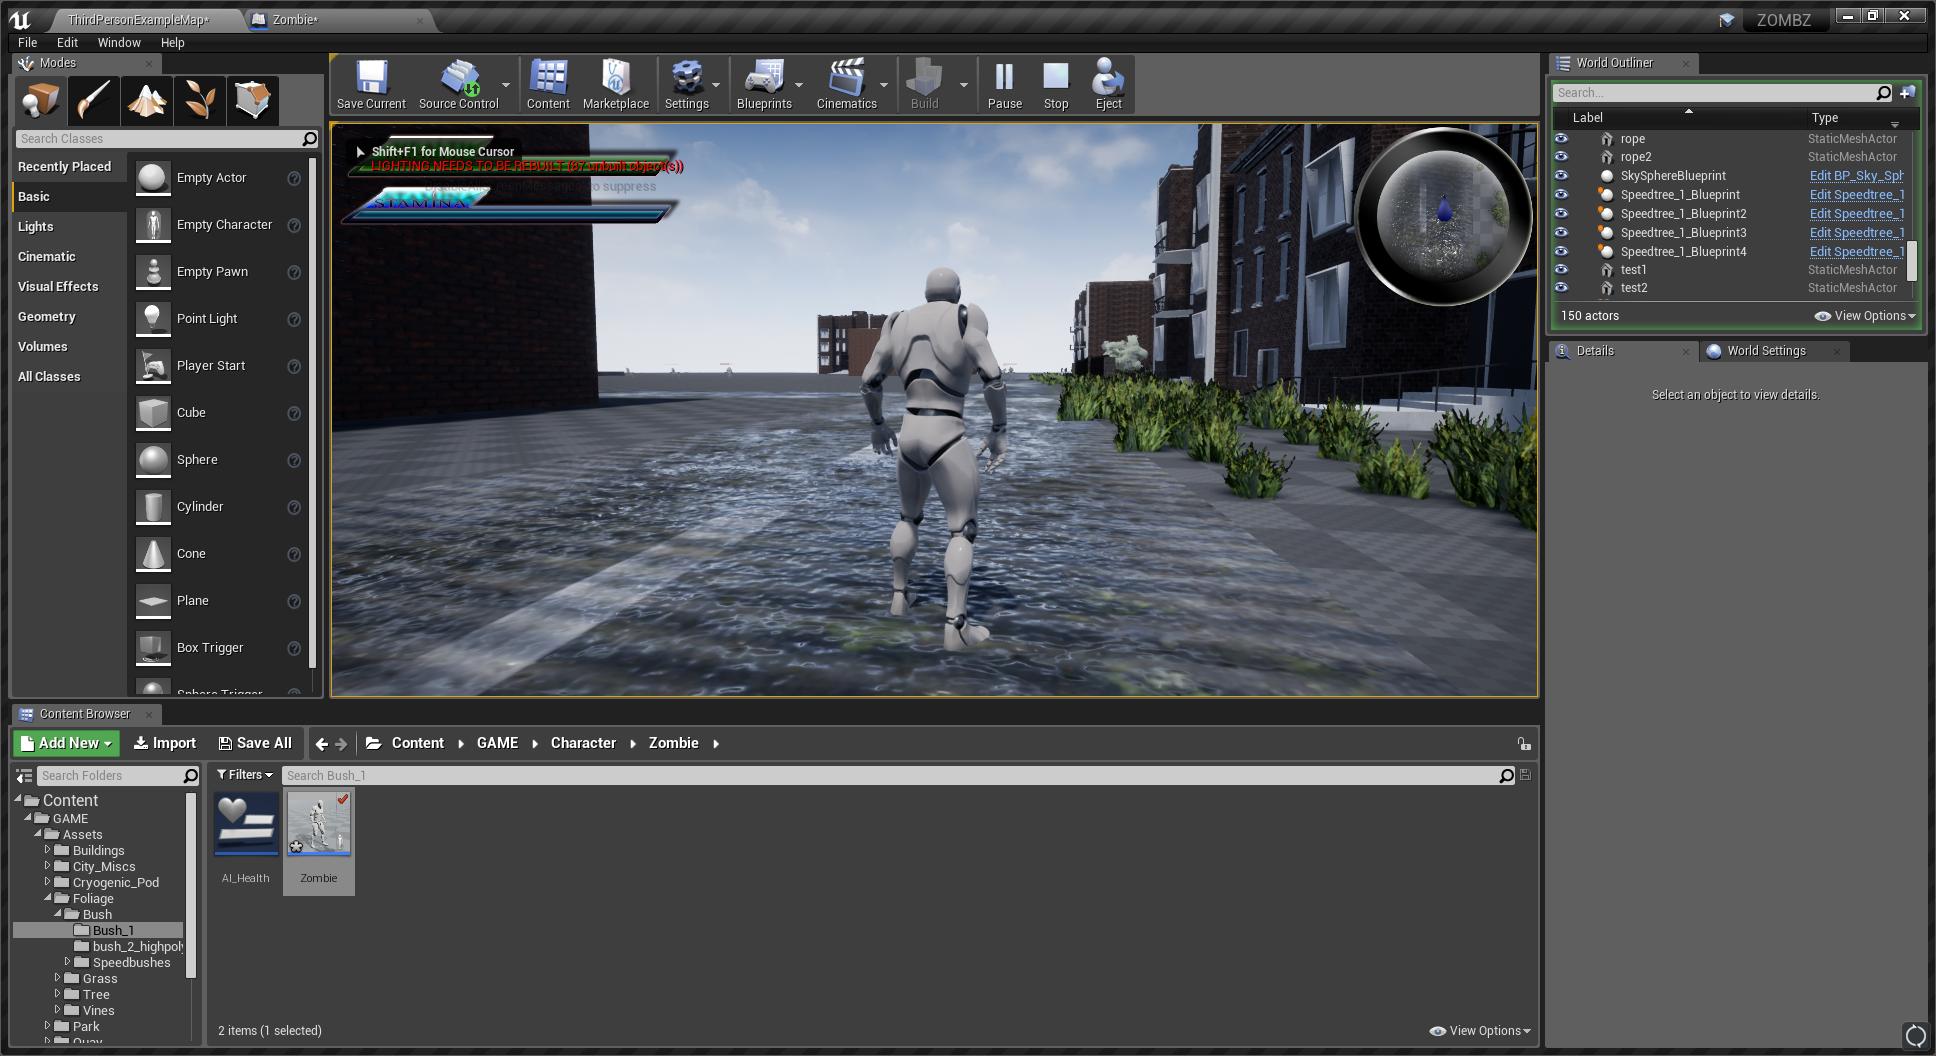 ThirdPersonExampleMap*
Zombie*
ZOMBZ
File Edit Window Help
Modes
Search Classes
Recently Placed
Basic
Lights
Cinematic
Visual Effects
Geometry
Volumes
All Classes
Empty Actor
Empty Character
Empty Pawn
Point Light
Player Start
Cube
Sphere
Cylinder
Cone
Plane
Box Trigger
Sphere Trigger
Save Current
Source Control
Content
Marketplace
Settings
Blueprints
Cinematics
Build
Pause
Stop
Eject
Shift+F1 for Mouse Cursor
LIGHTING NEEDS TO BE REBUILT (87 unbuilt object(s))
to suppress
STAMINA
World Outliner
Search...
Label Type
rope StaticMeshActor
rope2 StaticMeshActor
SkySphereBlueprint Edit BP_Sky_Sph
Speedtree_1_Blueprint Edit Speedtree_1
Speedtree_1_Blueprint2 Edit Speedtree_1
Speedtree_1_Blueprint3 Edit Speedtree_1
Speedtree_1_Blueprint4 Edit Speedtree_1
test1 StaticMeshActor
test2 StaticMeshActor
150 actors
View Options
Details
World Settings
Select an object to view details.
Content Browser
Add New Import Save All Content GAME Character Zombie
Search Folders
Filters
Search Bush_1
Content
GAME
Assets
Buildings
City_Miscs
Cryogenic_Pod
Foliage
Bush
Bush_1
bush_2_highpoly
Speedbushes
Grass
Tree
Vines
Park
Quay
AI_Health
Zombie
2 items (1 selected)
View Options